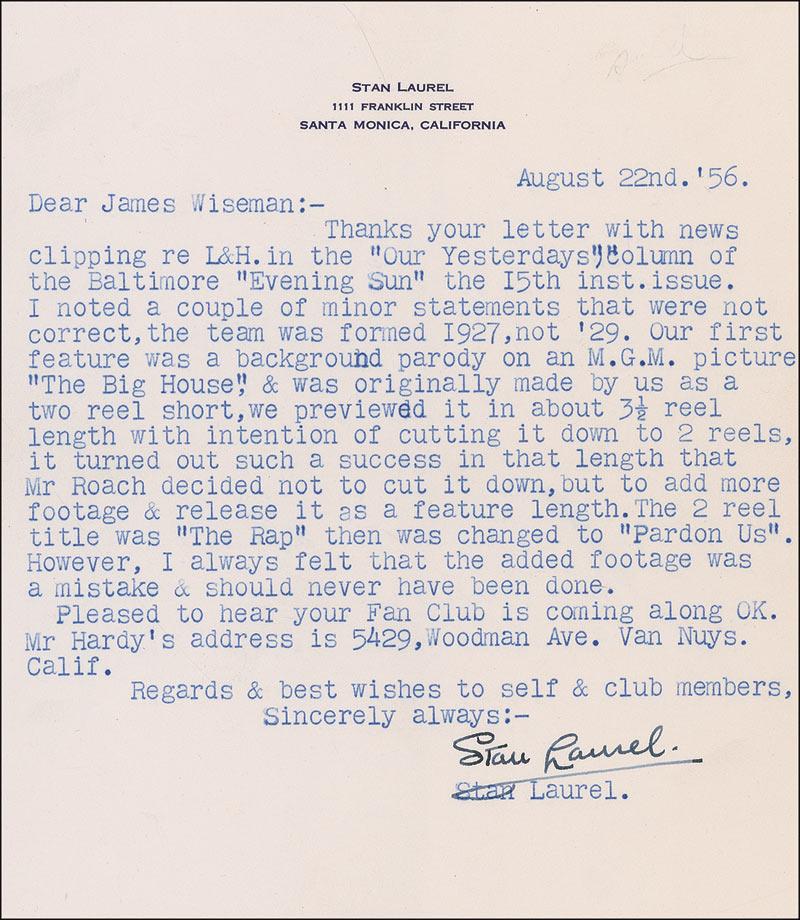 STAN LAUREL
1111 FRANKLIN STREET
SANTA MONICA, CALIFORNIA
August 22nd.'56.
Dear James Wiseman:-
Thanks your letter with news
clipping re L&H.in the "Our Yesterdays",Column of
the Baltimore "Evening Sun" the I5th inst.issue.
I noted a couple of minor statements that were not
correct,the team was formed I927,not '29. Our first
feature was a background parody on an M.G.M. picture
"The Big House", & was originally made by us as a
two reel short,we previewed it in about 3½ reel
length with intention of cutting it down to 2 reels,
it turned out such a success in that length that
Mr Roach decided not to cut it down,but to add more
footage & release it as a feature length.The 2 reel
title was "The Rap" then was changed to "Pardon Us".
However, I always felt that the added footage was
a mistake & should never have been done.
Pleased to hear your Fan Club is coming along OK.
Mr Hardy's address is 5429,Woodman Ave. Van Nuys.
Calif.
Regards & best wishes to self & club members,
Sincerely always:-
Stan Laurel.
Stan Laurel.